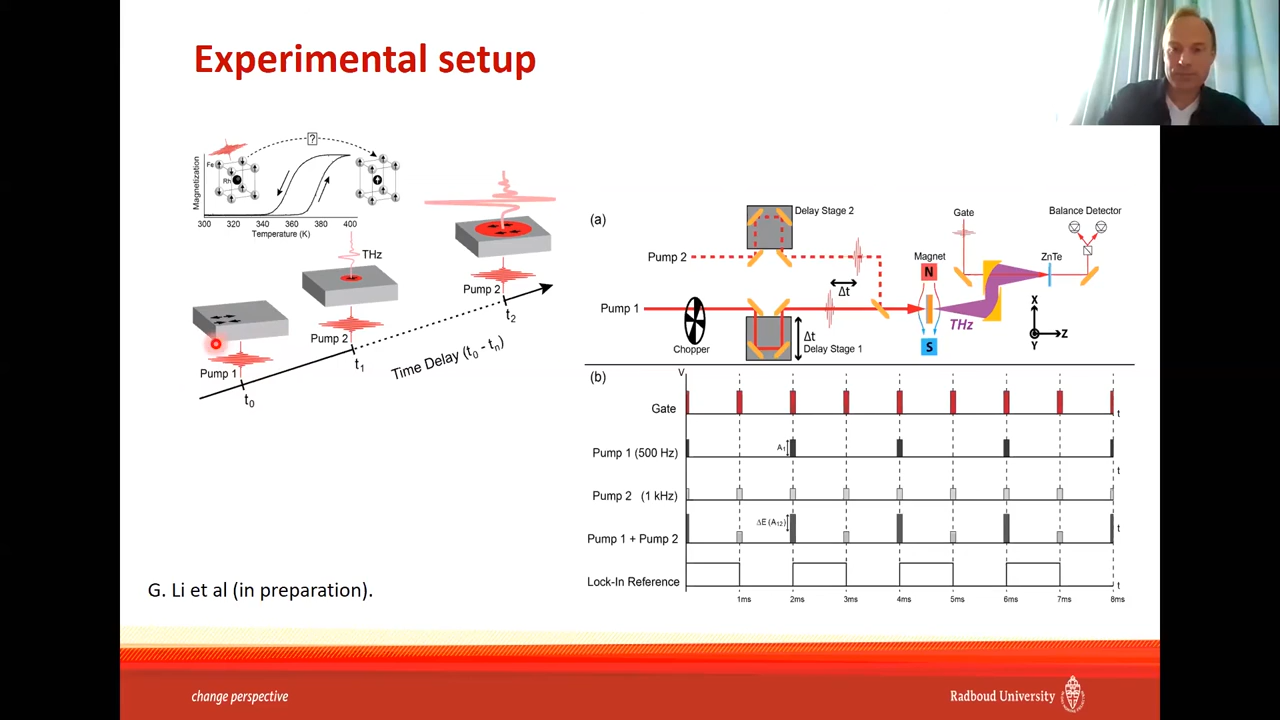 Experimental setup
?
Magnetization
Fe
Rh
300 320 340 360 380 400
Temperature (K)
THz
Pump 2
Pump 2
Pump 1
t0
t1
t2
Time Delay (t0 - tn)
G. Li et al (in preparation).
(a)
Delay Stage 2
Pump 2
Δt
Pump 1
Chopper
Δt
Delay Stage 1
Gate
Balance Detector
Magnet
N
ZnTe
THz
S
X
Z
Y
(b)
V
Gate
t
Pump 1 (500 Hz)
A1
t
Pump 2 (1 kHz)
ΔE (A12)
t
Pump 1 + Pump 2
Lock-In Reference
t
1ms 2ms 3ms 4ms 5ms 6ms 7ms 8ms
change perspective
Radboud University